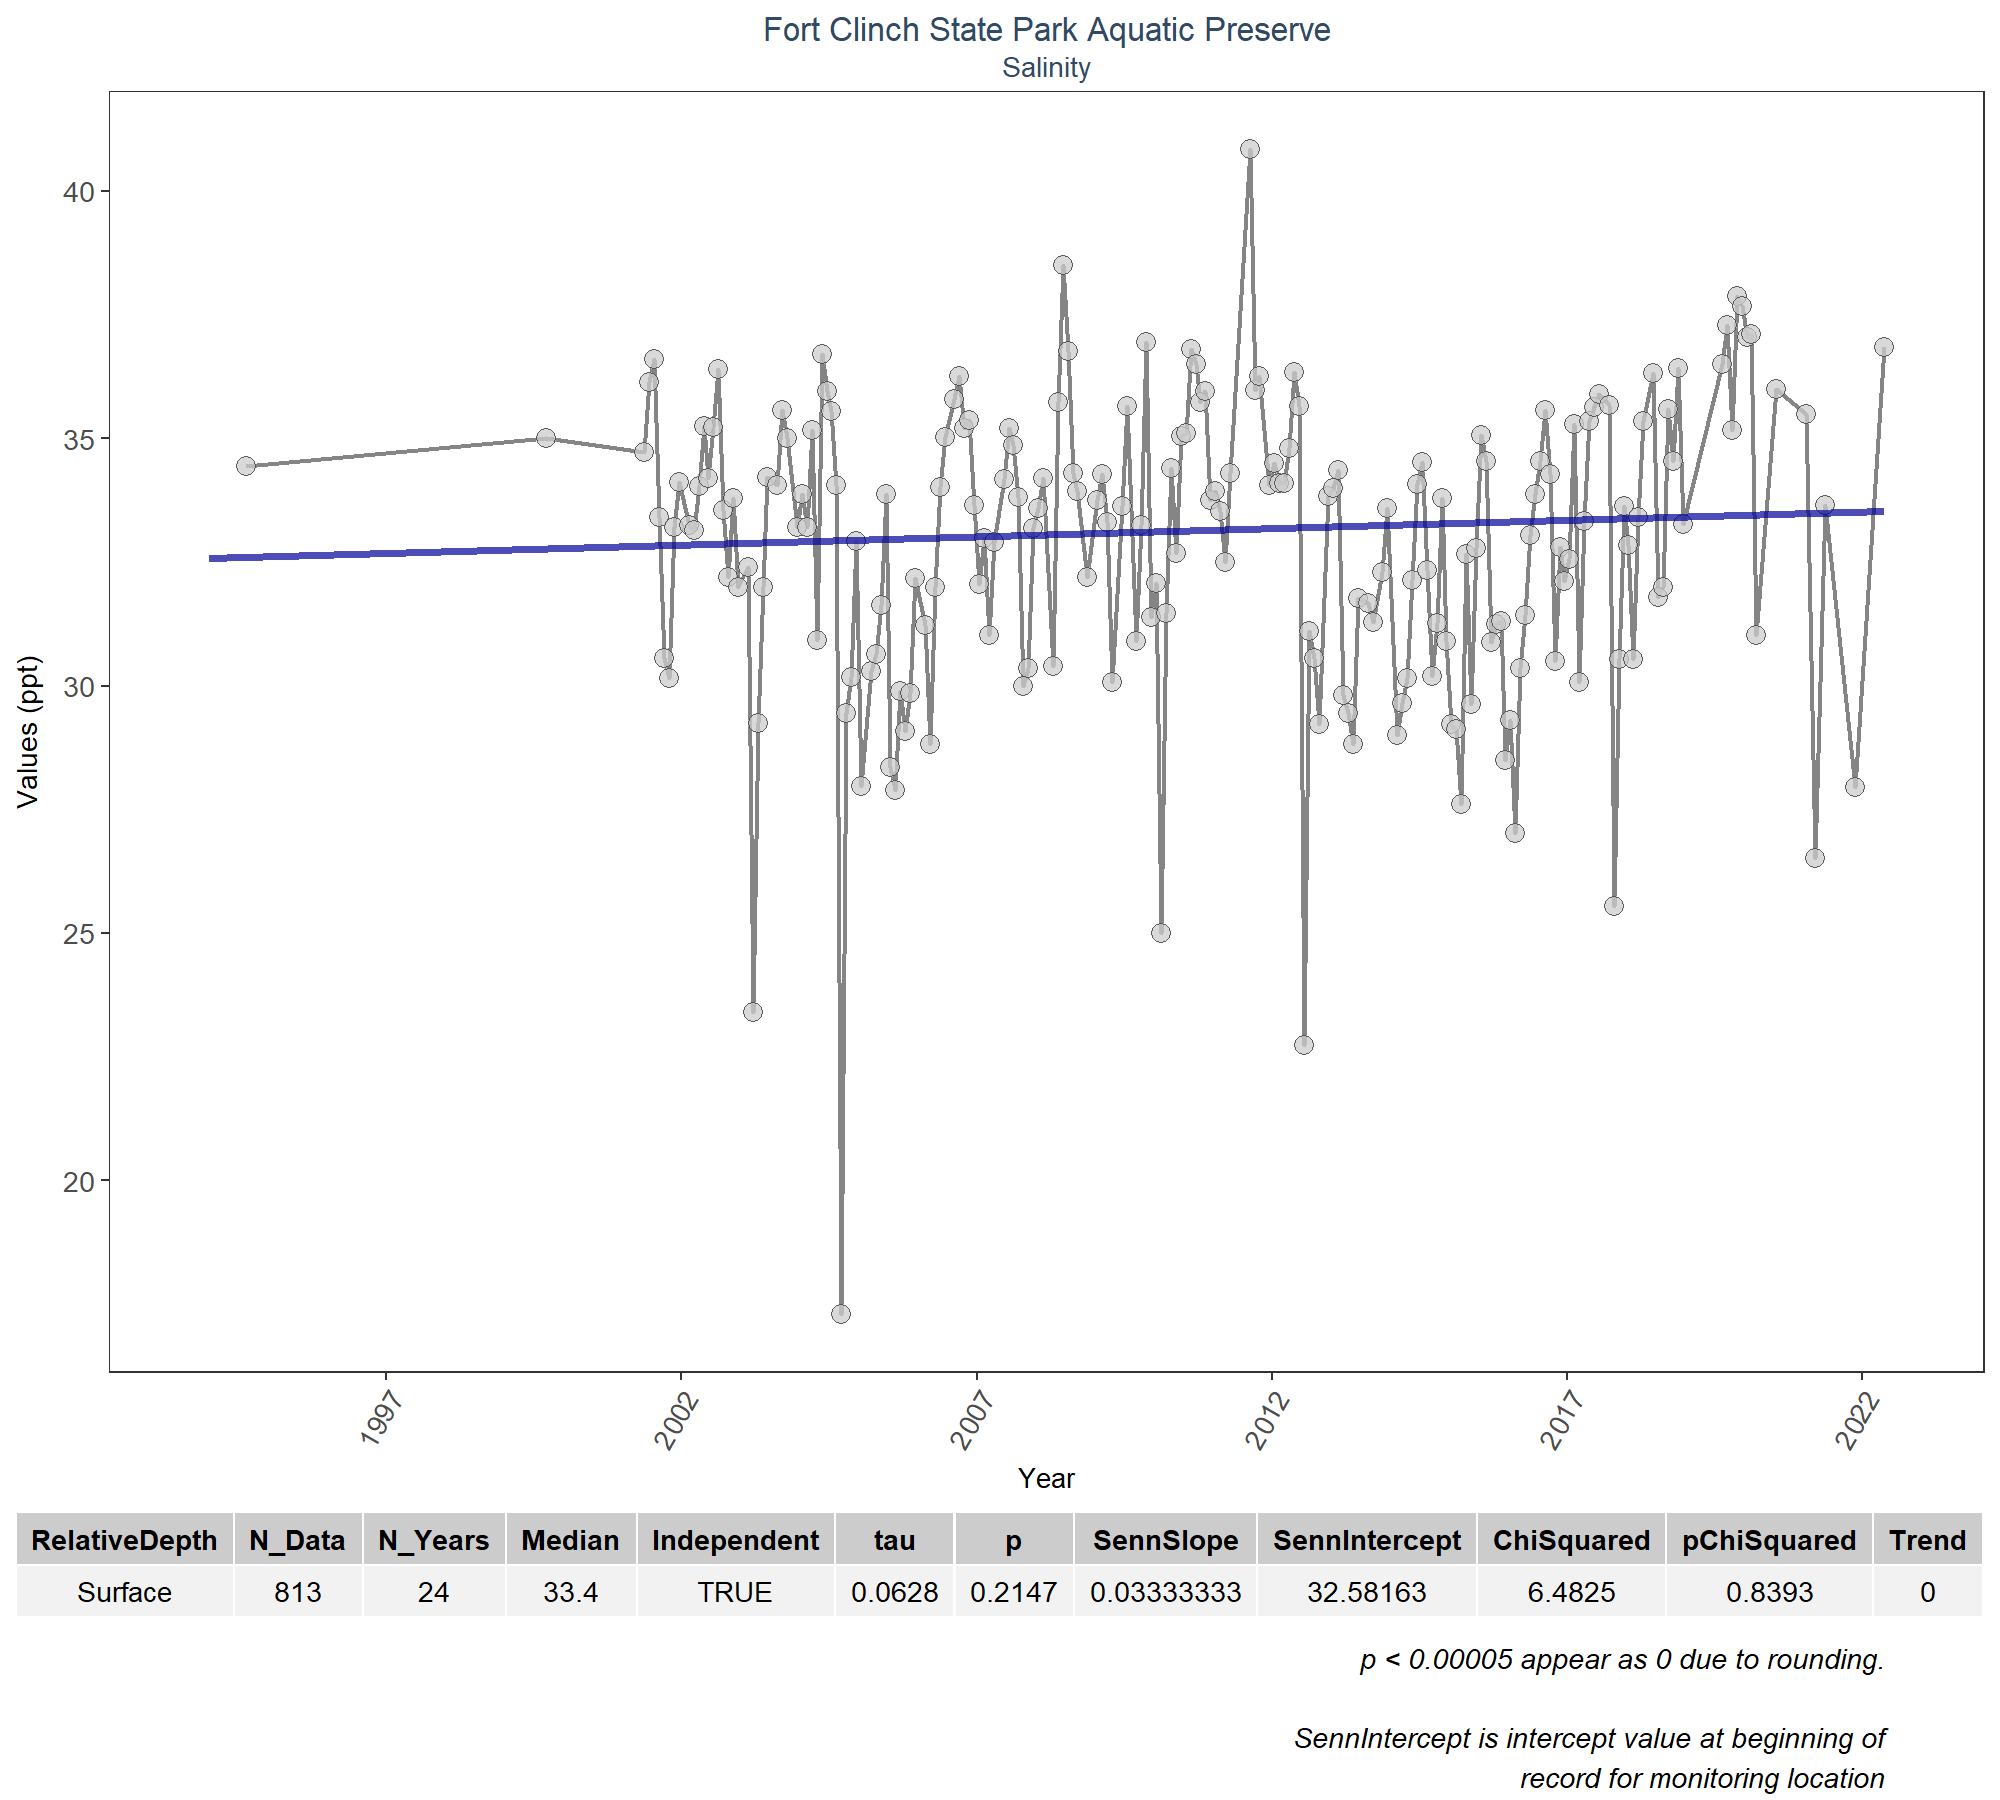 Fort Clinch State Park Aquatic Preserve
Salinity
40
35
30
25
20
Values (ppt)
1997
2002
2007
2012
2017
2022
Year
RelativeDepth N_Data N_Years Median Independent tau p SennSlope SennIntercept ChiSquared pChiSquared Trend
Surface 813 24 33.4 TRUE 0.0628 0.2147 0.03333333 32.58163 6.4825 0.8393 0
p < 0.00005 appear as 0 due to rounding.
SennIntercept is intercept value at beginning of
record for monitoring location